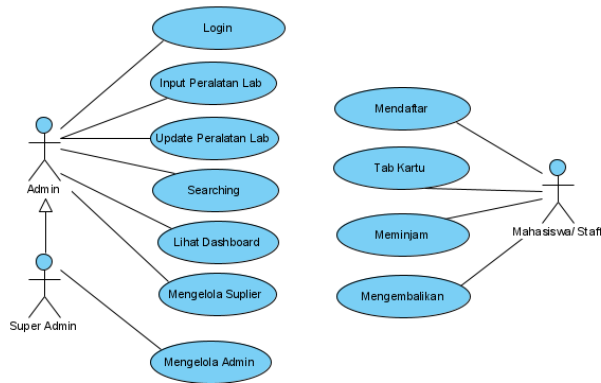 Login
Input Peralatan Lab
Update Peralatan Lab
Searching
Lihat Dashboard
Mengelola Suplier
Mengelola Admin
Admin
Super Admin
Mendaftar
Tab Kartu
Meminjam
Mengembalikan
Mahasiswa/ Staff